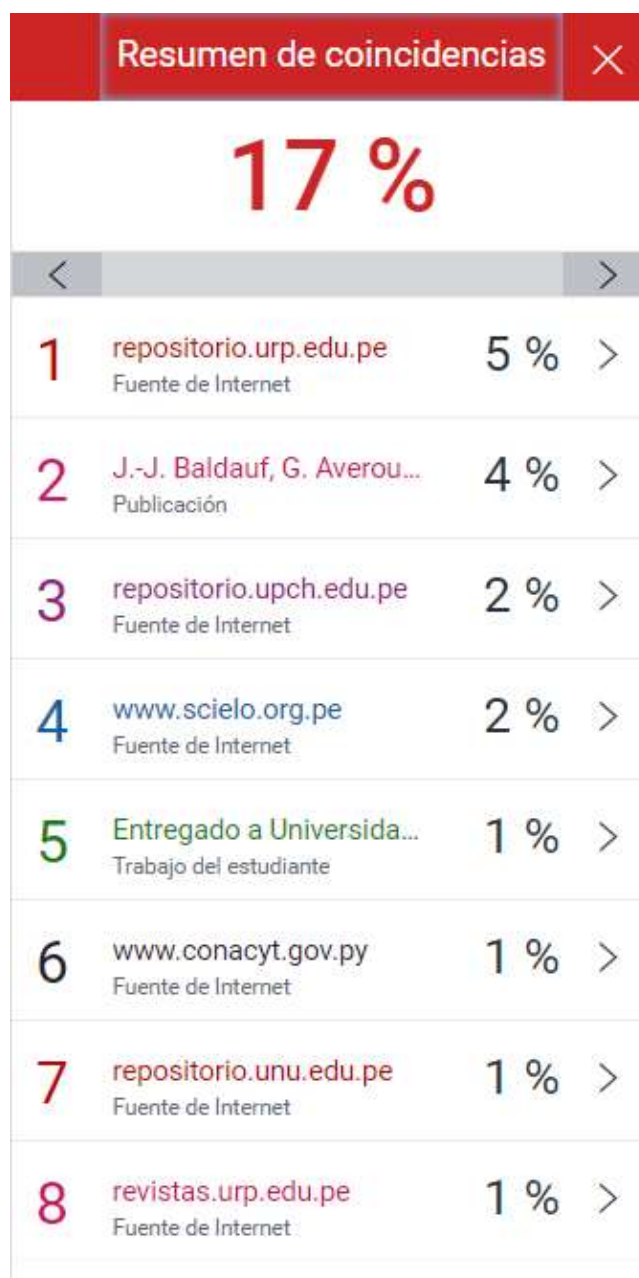 Resumen de coincidencias
17 %
1 repositorio.urp.edu.pe 5 %
Fuente de Internet
2 J.-J. Baldauf, G. Averou... 4 %
Publicación
3 repositorio.upch.edu.pe 2 %
Fuente de Internet
4 www.scielo.org.pe 2 %
Fuente de Internet
5 Entregado a Universida... 1 %
Trabajo del estudiante
6 www.conacyt.gov.py 1 %
Fuente de Internet
7 repositorio.unu.edu.pe 1 %
Fuente de Internet
8 revistas.urp.edu.pe 1 %
Fuente de Internet